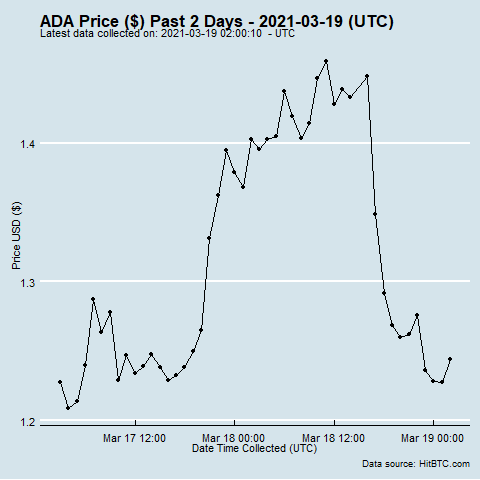 ADA Price ($) Past 2 Days - 2021-03-19 (UTC)
Latest data collected on: 2021-03-19 02:00:10 - UTC
Price USD ($)
1.4
1.3
1.2
Mar 17 12:00 Mar 18 00:00 Mar 18 12:00 Mar 19 00:00
Date Time Collected (UTC)
Data source: HitBTC.com